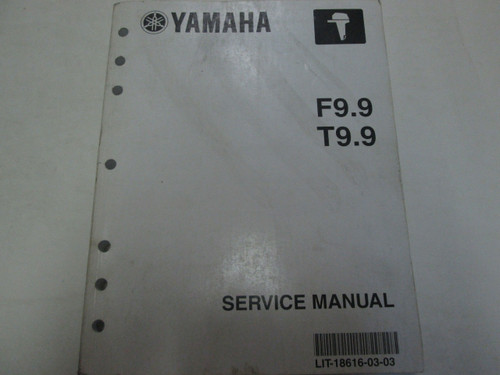 YAMAHA
F9.9
T9.9
SERVICE MANUAL
LIT-18616-03-03